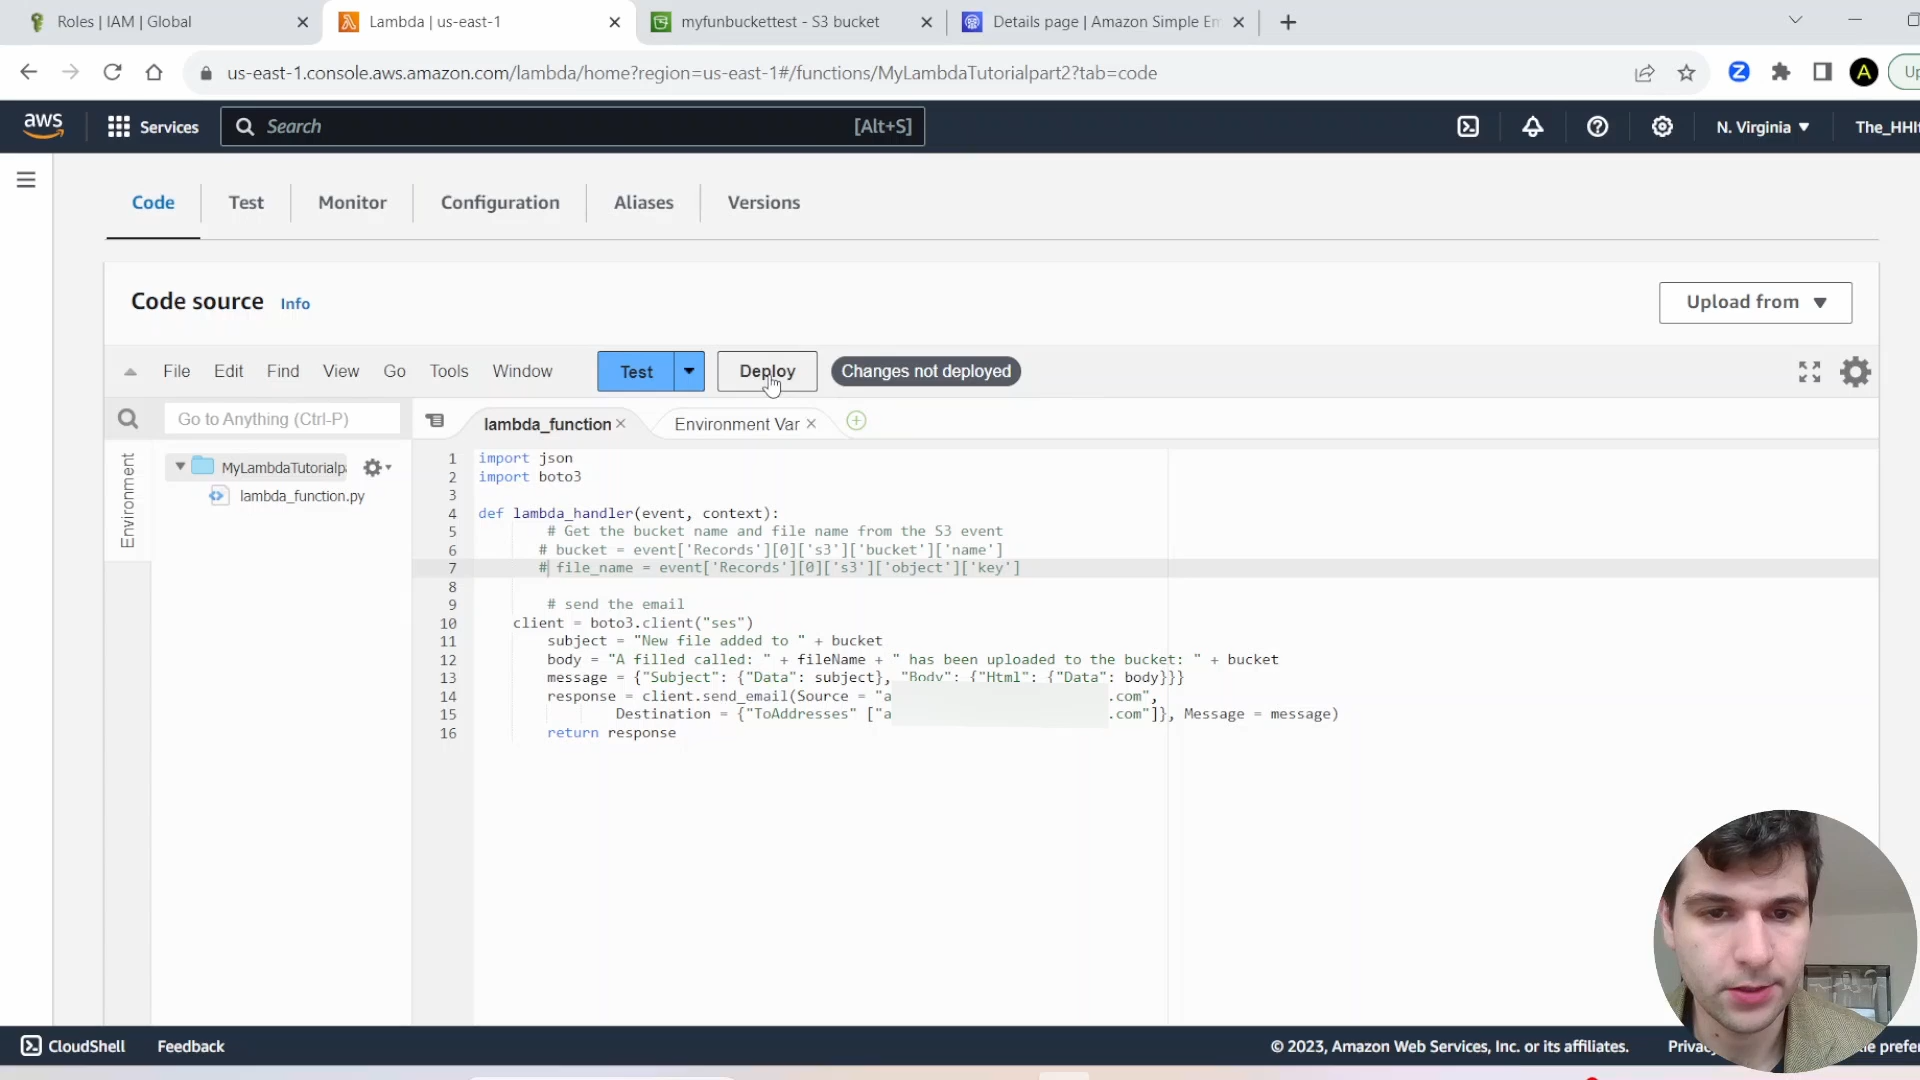 Roles | IAM | Global
Lambda | us-east-1
myfunbuckettest - S3 bucket
Details page | Amazon Simple Em
us-east-1.console.aws.amazon.com/lambda/home?region=us-east-1#/functions/MyLambdaTutorialpart2?tab=code
Z
A
Up
aws
Services
Search
[Alt+S]
N. Virginia
The_HHIt
Code
Test
Monitor
Configuration
Aliases
Versions
Code source Info
Upload from
File Edit Find View Go Tools Window
Test
Deploy
Changes not deployed
Go to Anything (Ctrl-P)
lambda_function
Environment Var
Environment
MyLambdaTutorialpa
lambda_function.py
1 import json
2 import boto3
3
4 def lambda_handler(event, context):
5 # Get the bucket name and file name from the S3 event
6 # bucket = event['Records'][0]['s3']['bucket']['name']
7 # file_name = event['Records'][0]['s3']['object']['key']
8
9 # send the email
10 client = boto3.client("ses")
11 subject = "New file added to " + bucket
12 body = "A filled called: " + fileName + " has been uploaded to the bucket: " + bucket
13 message = {"Subject": {"Data": subject}, "Body": {"Html": {"Data": body}}}
14 response = client.send_email(Source = "a .com",
15 Destination = {"ToAddresses" ["a .com"]}, Message = message)
16 return response
CloudShell
Feedback
© 2023, Amazon Web Services, Inc. or its affiliates.
Privac
ie prefer